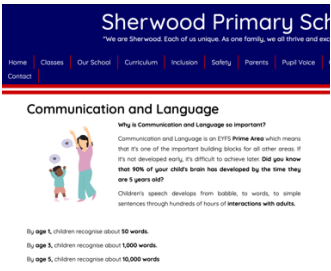 Sherwood Primary Sch
"We are Sherwood. Each of us unique. As one family, we all thrive and exc
Home Classes Our School Curriculum Inclusion Safety Parents Pupil Voice
Contact
Communication and Language
Why is Communication and Language so important?
Communication and Language is an EYFS Prime Area which means
that it's one of the important building blocks for all other areas. If
it's not developed early, it's difficult to achieve later. Did you know
that 90% of your child's brain has developed by the time they
are 5 years old?
Children's speech develops from babble, to words, to simple
sentences through hundreds of hours of interactions with adults.
By age 1, children recognise about 50 words.
By age 3, children recognise about 1,000 words.
By age 5, children recognise about 10,000 words